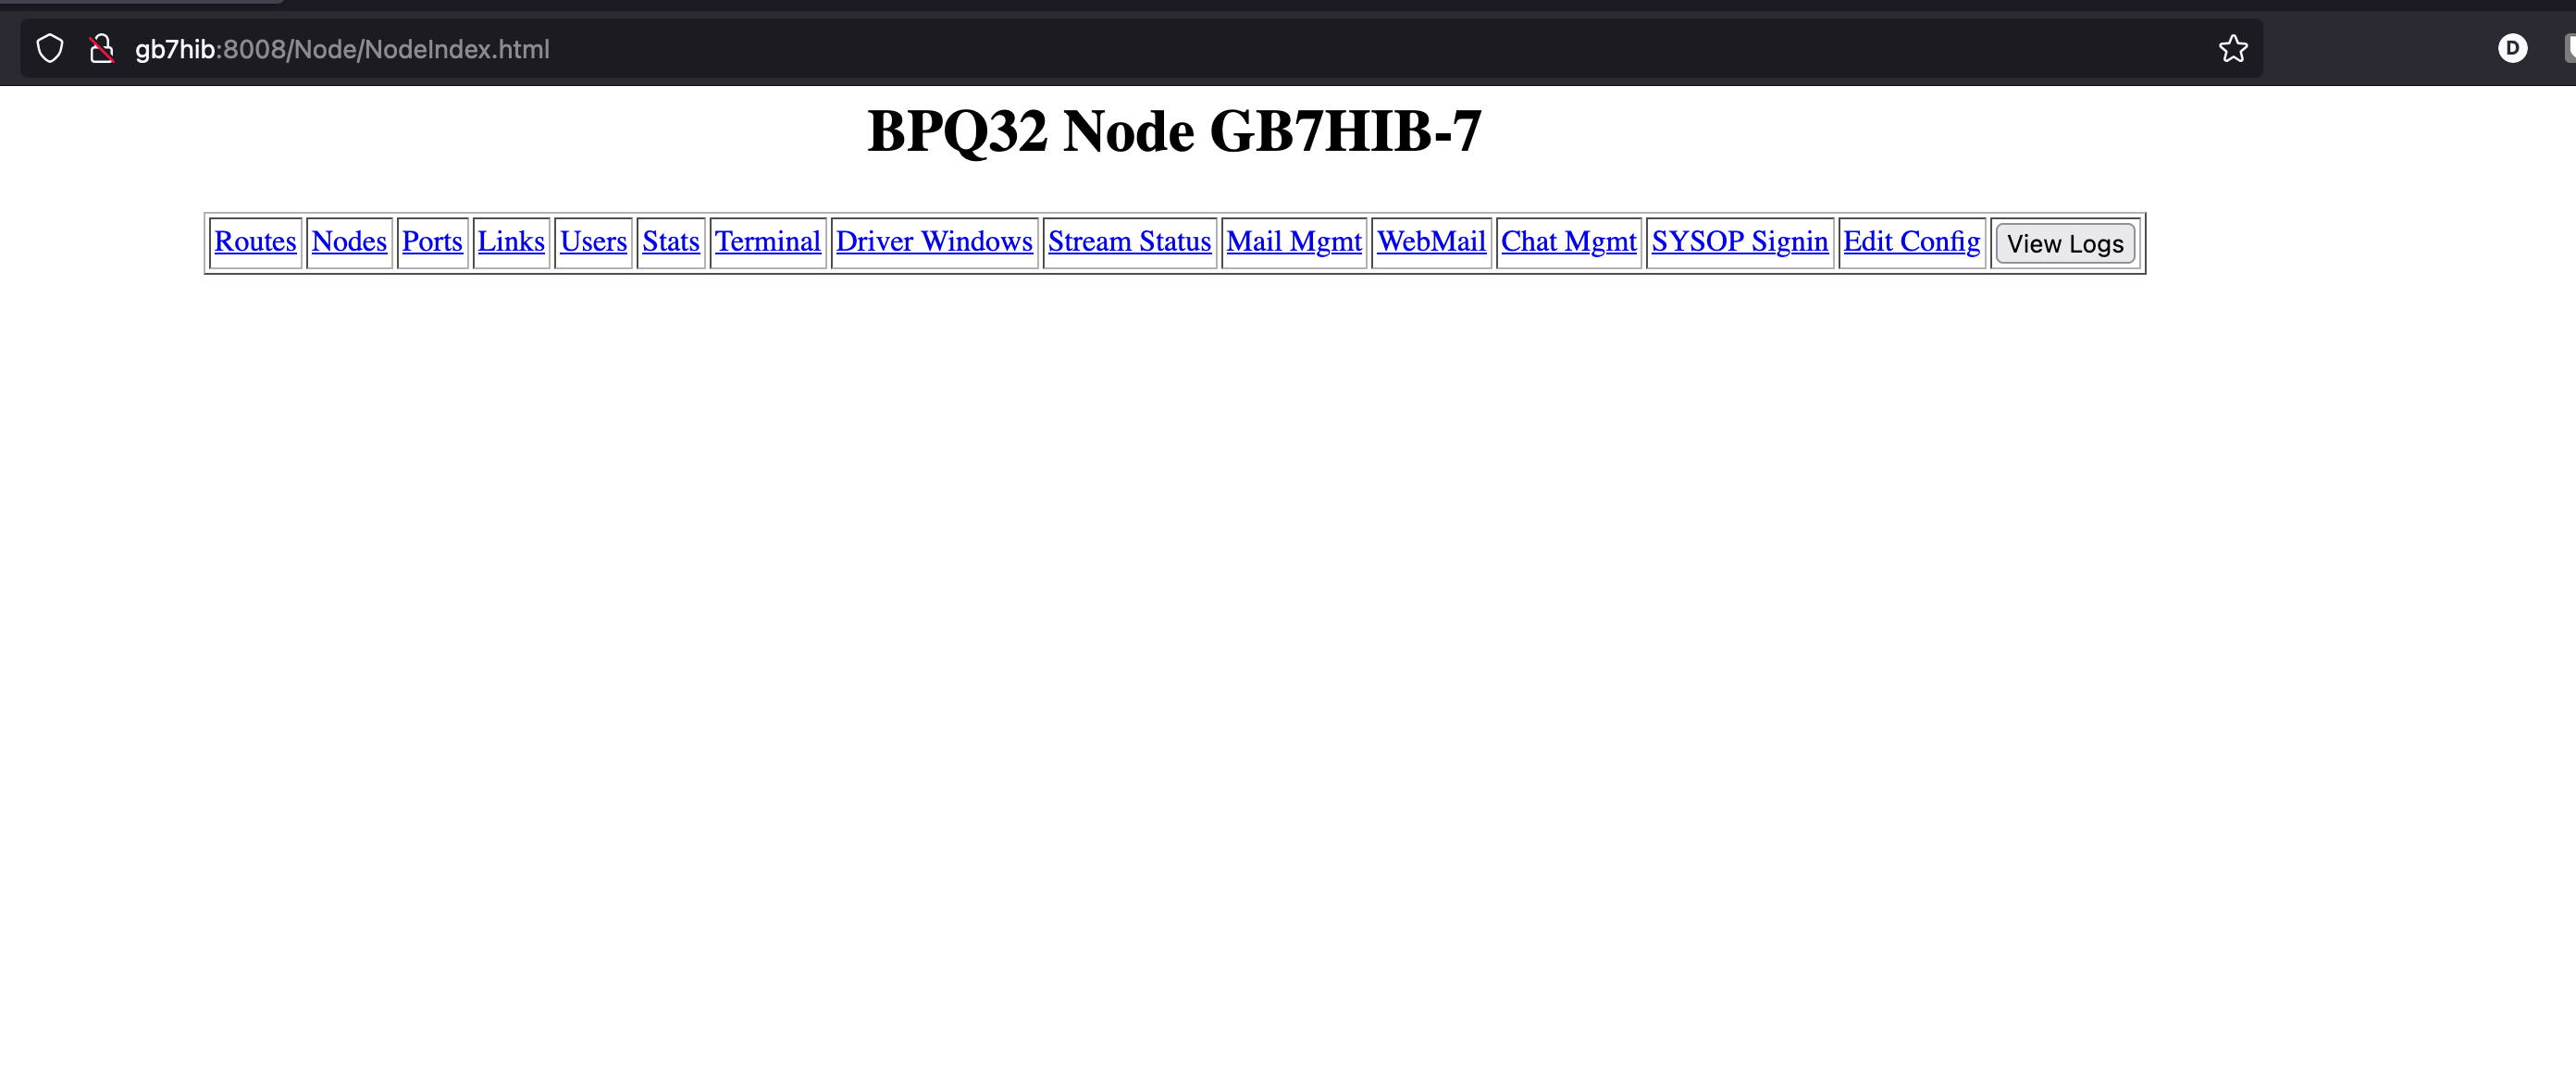 gb7hib:8008/Node/NodeIndex.html
D
BPQ32 Node GB7HIB-7
Routes Nodes Ports Links Users Stats Terminal Driver Windows Stream Status Mail Mgmt WebMail Chat Mgmt SYSOP Signin Edit Config View Logs